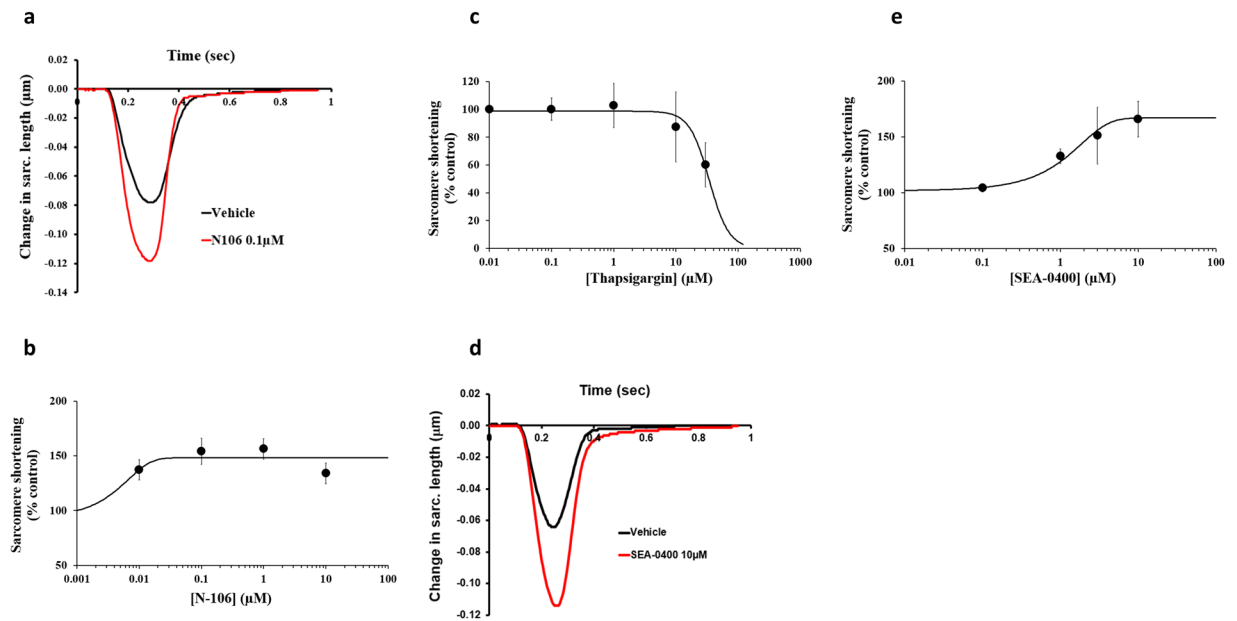 a
Time (sec)
0.02
0.00
-0.02
-0.04
-0.06
-0.08
-0.10
-0.12
-0.14
0
0.2
0.4
0.6
0.8
1
Change in sarc. length (µm)
Vehicle
N106 0.1µM
c
120
100
80
60
40
20
0
0.01
0.1
1
10
100
1000
Sarcomere shortening
(% control)
[Thapsigargin] (µM)
e
200
150
100
50
0.01
0.1
1
10
100
Sarcomere shortening
(% control)
[SEA-0400] (µM)
b
200
150
100
50
0.001
0.01
0.1
1
10
100
Sarcomere shortening
(% control)
[N-106] (µM)
d
Time (sec)
0.02
0.00
-0.02
-0.04
-0.06
-0.08
-0.10
-0.12
0
0.2
0.4
0.6
0.8
1
Change in sarc. length (µm)
Vehicle
SEA-0400 10µM